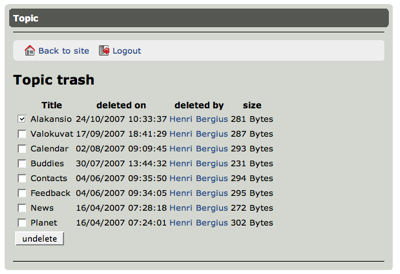 Topic
Back to site Logout
Topic trash
Title deleted on deleted by size
Alakansio 24/10/2007 10:33:37 Henri Bergius 281 Bytes
Valokuvat 17/09/2007 18:41:29 Henri Bergius 287 Bytes
Calendar 02/08/2007 09:09:45 Henri Bergius 293 Bytes
Buddies 30/07/2007 13:44:32 Henri Bergius 231 Bytes
Contacts 04/06/2007 09:35:50 Henri Bergius 294 Bytes
Feedback 04/06/2007 09:34:05 Henri Bergius 295 Bytes
News 16/04/2007 07:28:18 Henri Bergius 272 Bytes
Planet 16/04/2007 07:24:01 Henri Bergius 302 Bytes
undelete